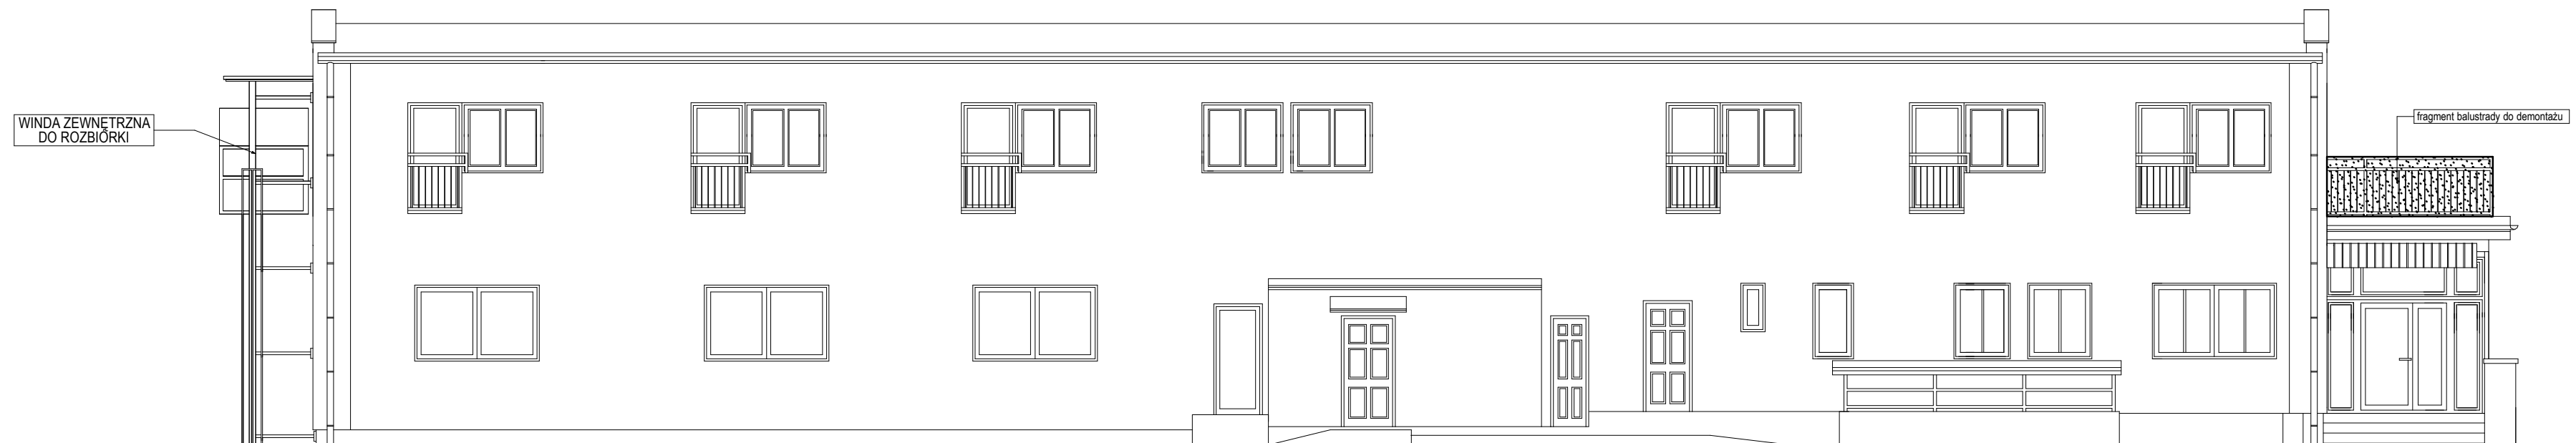 WINDA ZEWNĘTRZNA
DO ROZBIÓRKI
fragment balustrady do demontażu